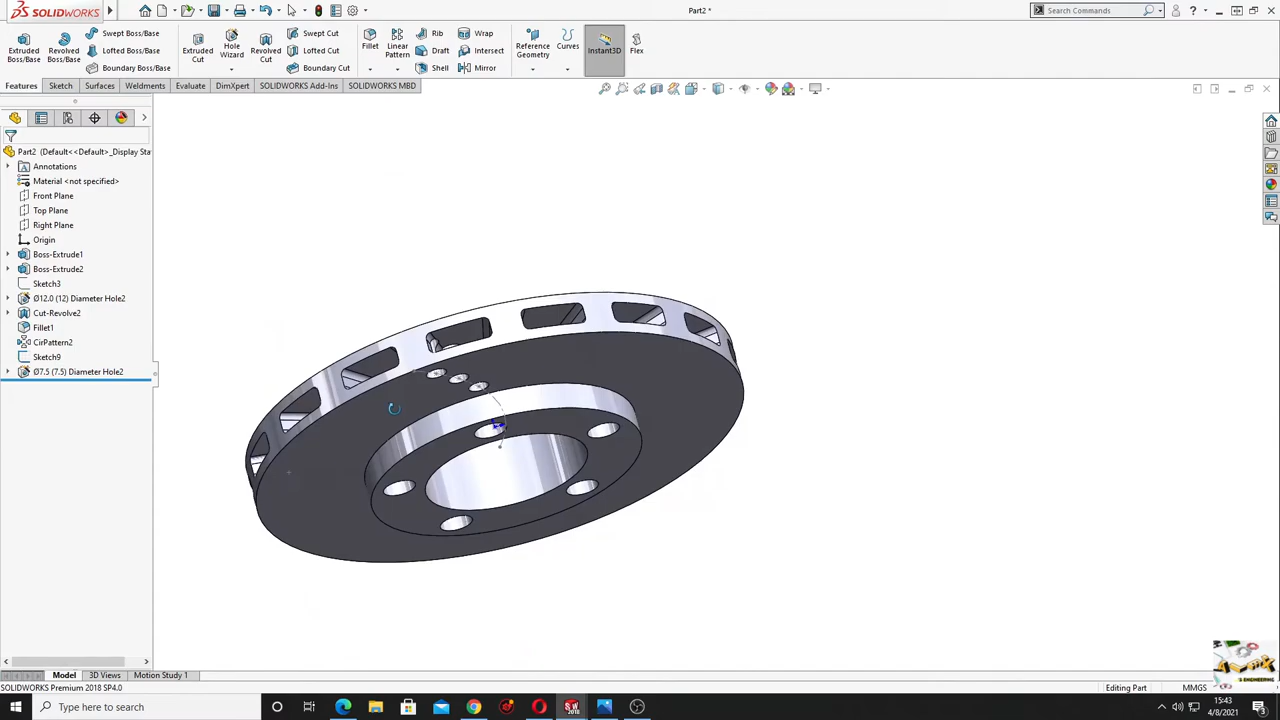 SOLIDWORKS
Part2 *
Search Commands
Extruded Boss/Base
Revolved Boss/Base
Swept Boss/Base
Lofted Boss/Base
Boundary Boss/Base
Extruded Cut
Hole Wizard
Revolved Cut
Swept Cut
Lofted Cut
Boundary Cut
Fillet
Linear Pattern
Rib
Draft
Shell
Wrap
Intersect
Mirror
Reference Geometry
Curves
Instant3D
Flex
Features
Sketch
Surfaces
Weldments
Evaluate
DimXpert
SOLIDWORKS Add-Ins
SOLIDWORKS MBD
Part2 (Default<<Default>_Display Sta
Annotations
Material <not specified>
Front Plane
Top Plane
Right Plane
Origin
Boss-Extrude1
Boss-Extrude2
Sketch3
Ø12.0 (12) Diameter Hole2
Cut-Revolve2
Fillet1
CirPattern2
Sketch9
Ø7.5 (7.5) Diameter Hole2
Model
3D Views
Motion Study 1
SOLIDWORKS Premium 2018 SP4.0
Editing Part
MMGS
Type here to search
15:43
4/8/2021